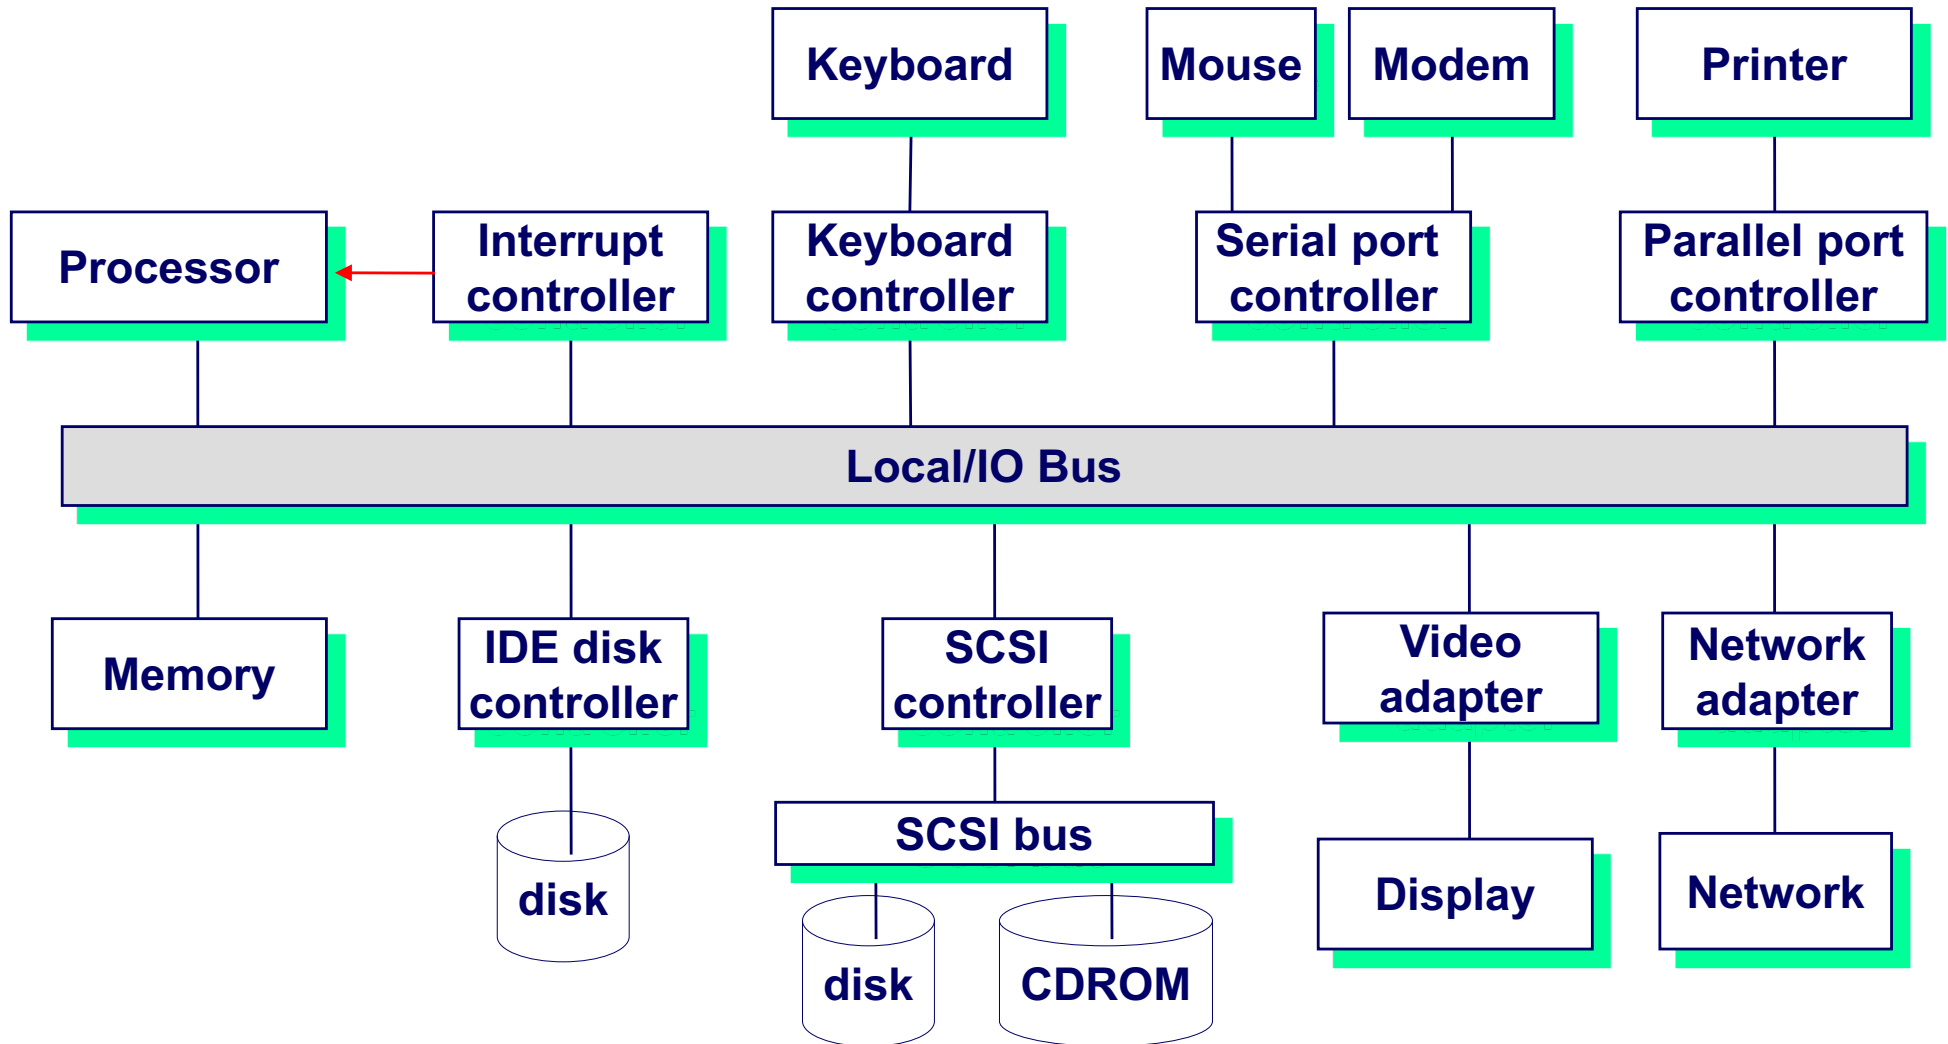 Keyboard
Mouse
Modem
Printer
Processor
Interrupt
controller
Keyboard
controller
Serial port
controller
Parallel port
controller
Local/IO Bus
Memory
IDE disk
controller
SCSI
controller
Video
adapter
Network
adapter
SCSI bus
disk
Display
Network
disk
CDROM